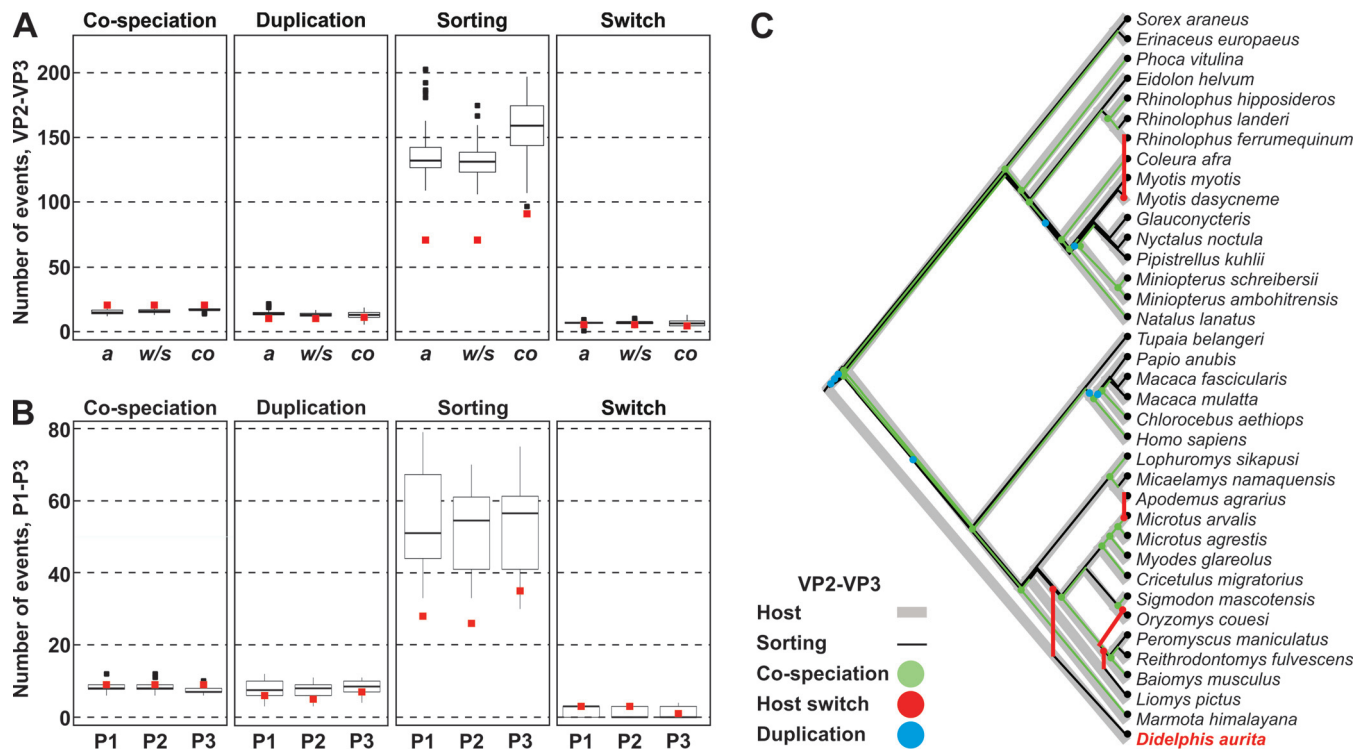 A
Co-speciation Duplication Sorting Switch
Number of events, VP2-VP3
200
150
100
50
0
a w/s co a w/s co a w/s co a w/s co
B
Co-speciation Duplication Sorting Switch
Number of events, P1-P3
80
60
40
20
0
P1 P2 P3 P1 P2 P3 P1 P2 P3 P1 P2 P3
C
Sorex araneus
Erinaceus europaeus
Phoca vitulina
Eidolon helvum
Rhinolophus hipposideros
Rhinolophus landeri
Rhinolophus ferrumequinum
Coleura afra
Myotis myotis
Myotis dasycneme
Glauconycteris
Nyctalus noctula
Pipistrellus kuhlii
Miniopterus schreibersii
Miniopterus ambohitrensis
Natalus lanatus
Tupaia belangeri
Papio anubis
Macaca fascicularis
Macaca mulatta
Chlorocebus aethiops
Homo sapiens
Lophuromys sikapusi
Micaelamys namaquensis
Apodemus agrarius
Microtus arvalis
Microtus agrestis
Myodes glareolus
Cricetulus migratorius
Sigmodon mascotensis
Oryzomys couesi
Peromyscus maniculatus
Reithrodontomys fulvescens
Baiomys musculus
Liomys pictus
Marmota himalayana
Didelphis aurita
VP2-VP3
Host
Sorting
Co-speciation
Host switch
Duplication